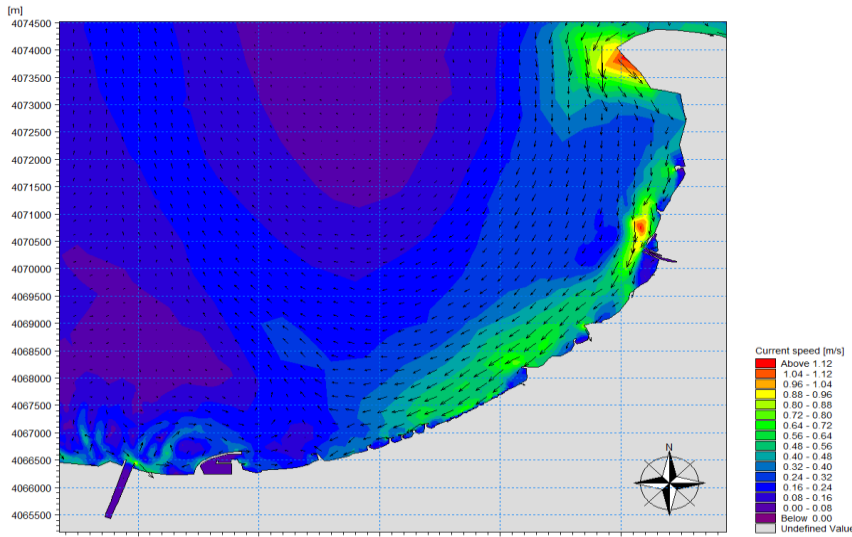 [m]
4074500
4074000
4073500
4073000
4072500
4072000
4071500
4071000
4070500
4070000
4069500
4069000
4068500
4068000
4067500
4067000
4066500
4066000
4065500
N
Current speed [m/s]
Above 1.12
1.04 - 1.12
0.96 - 1.04
0.88 - 0.96
0.80 - 0.88
0.72 - 0.80
0.64 - 0.72
0.56 - 0.64
0.48 - 0.56
0.40 - 0.48
0.32 - 0.40
0.24 - 0.32
0.16 - 0.24
0.08 - 0.16
0.00 - 0.08
Below 0.00
Undefined Value